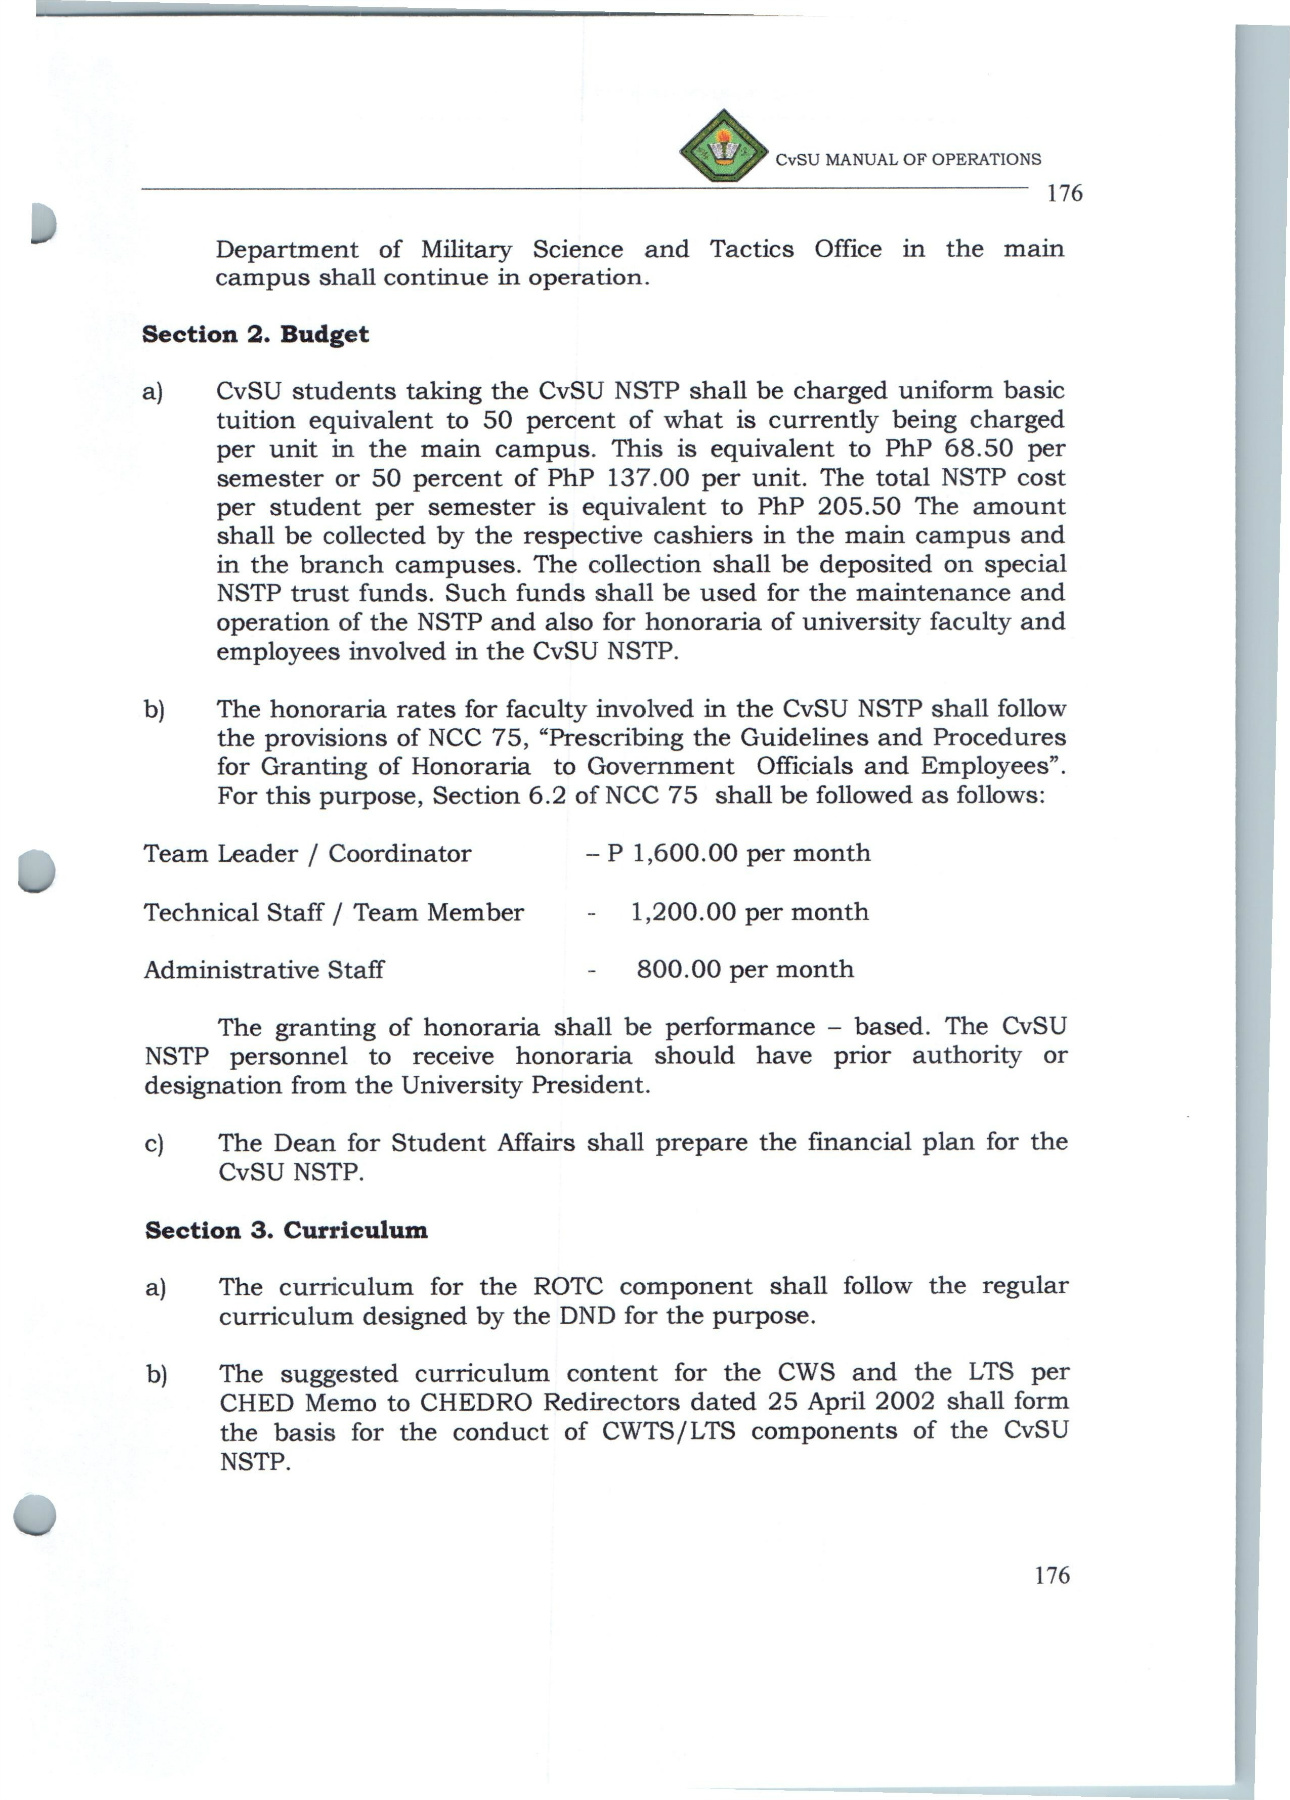 CvSU MANUAL OF OPERATIONS
176
Department of Military Science and Tactics Office in the main
campus shall continue in operation.
Section 2. Budget
a) CvSU students taking the CvSU NSTP shall be charged uniform basic
tuition equivalent to 50 percent of what is currently being charged
per unit in the main campus. This is equivalent to PhP 68.50 per
semester or 50 percent of PhP 137.00 per unit. The total NSTP cost
per student per semester is equivalent to PhP 205.50 The amount
shall be collected by the respective cashiers in the main campus and
in the branch campuses. The collection shall be deposited on special
NSTP trust funds. Such funds shall be used for the maintenance and
operation of the NSTP and also for honoraria of university faculty and
employees involved in the CvSU NSTP.
b) The honoraria rates for faculty involved in the CvSU NSTP shall follow
the provisions of NCC 75, “Prescribing the Guidelines and Procedures
for Granting of Honoraria to Government Officials and Employees”.
For this purpose, Section 6.2 of NCC 75 shall be followed as follows:
Team Leader / Coordinator – P 1,600.00 per month
Technical Staff / Team Member - 1,200.00 per month
Administrative Staff - 800.00 per month
The granting of honoraria shall be performance – based. The CvSU
NSTP personnel to receive honoraria should have prior authority or
designation from the University President.
c) The Dean for Student Affairs shall prepare the financial plan for the
CvSU NSTP.
Section 3. Curriculum
a) The curriculum for the ROTC component shall follow the regular
curriculum designed by the DND for the purpose.
b) The suggested curriculum content for the CWS and the LTS per
CHED Memo to CHEDRO Redirectors dated 25 April 2002 shall form
the basis for the conduct of CWTS/LTS components of the CvSU
NSTP.
176